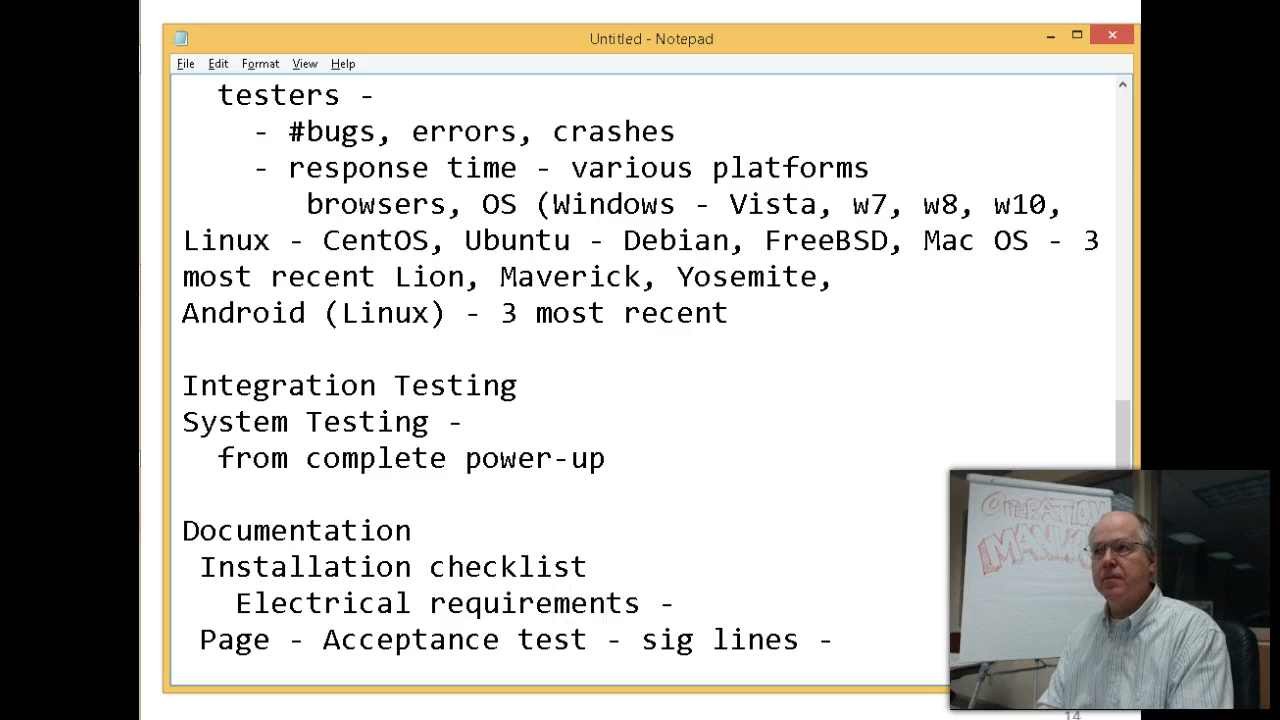 Untitled - Notepad
File Edit Format View Help
testers -
- #bugs, errors, crashes
- response time - various platforms
browsers, OS (Windows - Vista, w7, w8, w10,
Linux - CentOS, Ubuntu - Debian, FreeBSD, Mac OS - 3
most recent Lion, Maverick, Yosemite,
Android (Linux) - 3 most recent
Integration Testing
System Testing -
from complete power-up
Documentation
Installation checklist
Electrical requirements -
Page - Acceptance test - sig lines -
OPERATION
14